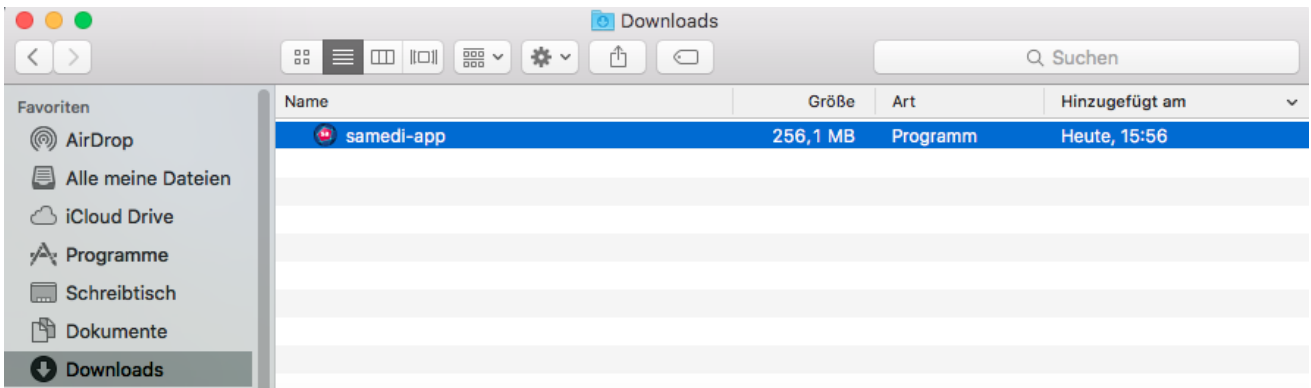 Downloads
Suchen
Favoriten
AirDrop
Alle meine Dateien
iCloud Drive
Programme
Schreibtisch
Dokumente
Downloads
Name Größe Art Hinzugefügt am
samedi-app 256,1 MB Programm Heute, 15:56